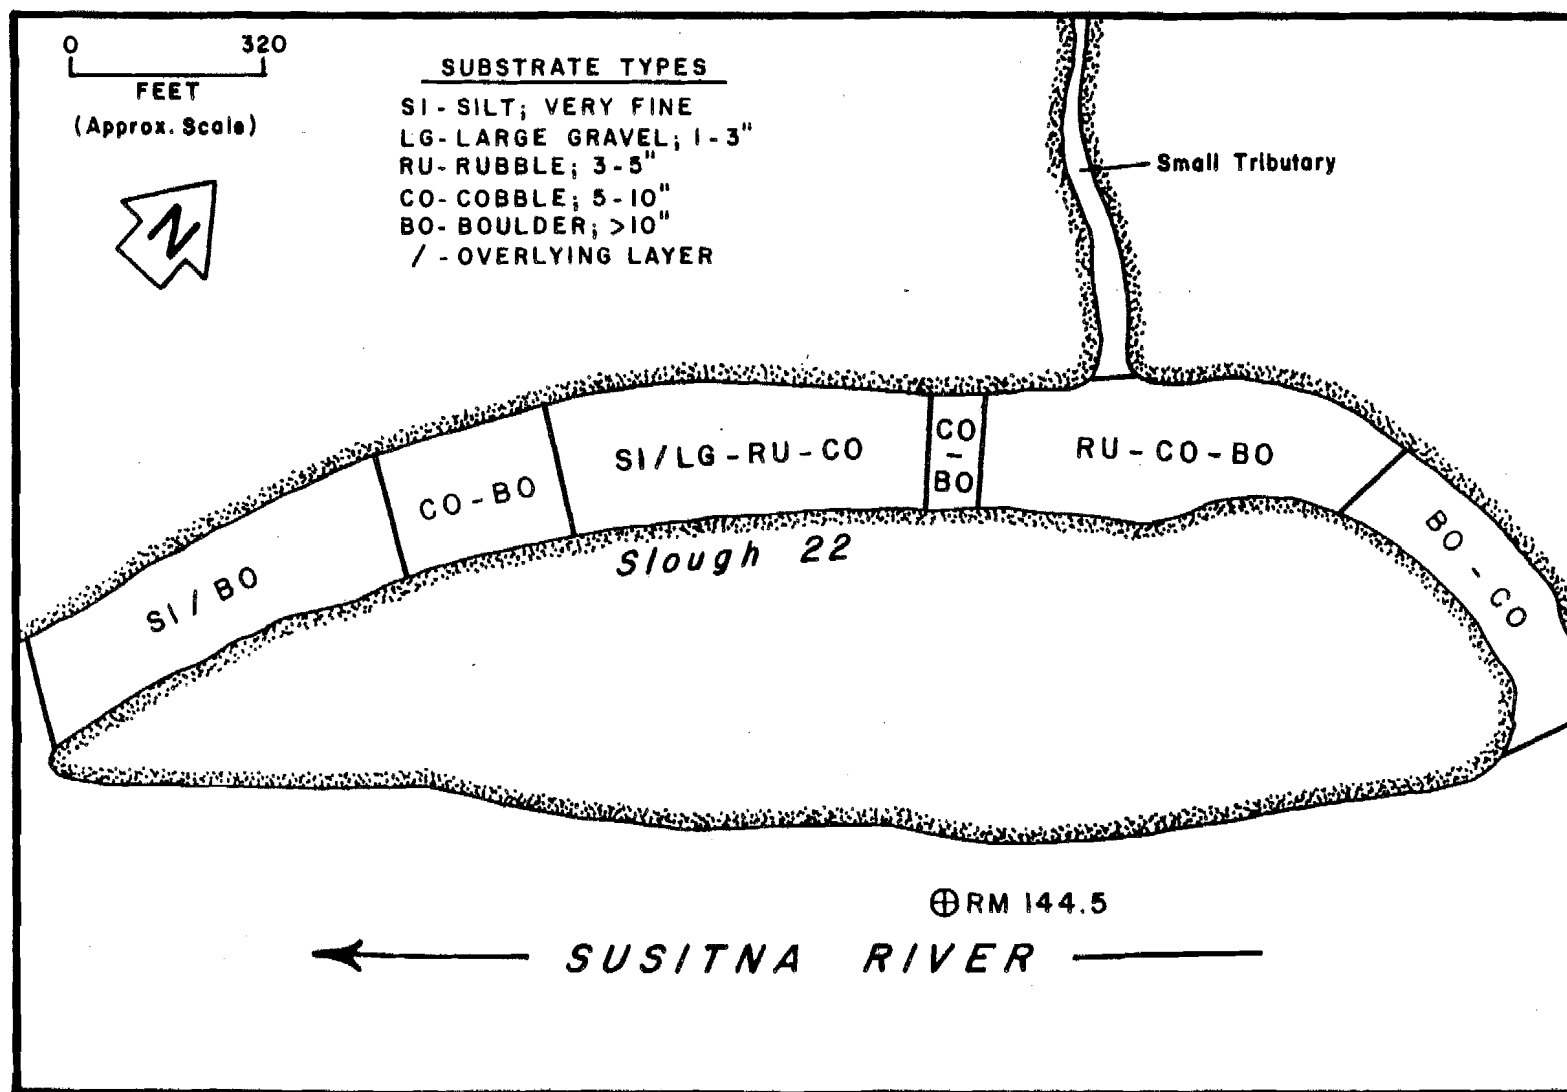 0 320
FEET
(Approx. Scale)
N
SUBSTRATE TYPES
SI - SILT; VERY FINE
LG - LARGE GRAVEL; 1 - 3"
RU - RUBBLE; 3 - 5"
CO - COBBLE; 5 - 10"
BO - BOULDER; >10"
/ - OVERLYING LAYER
Small Tributary
SI / BO
CO - BO
SI / LG - RU - CO
CO
-
BO
RU - CO - BO
BO - CO
Slough 22
RM 144.5
SUSITNA RIVER